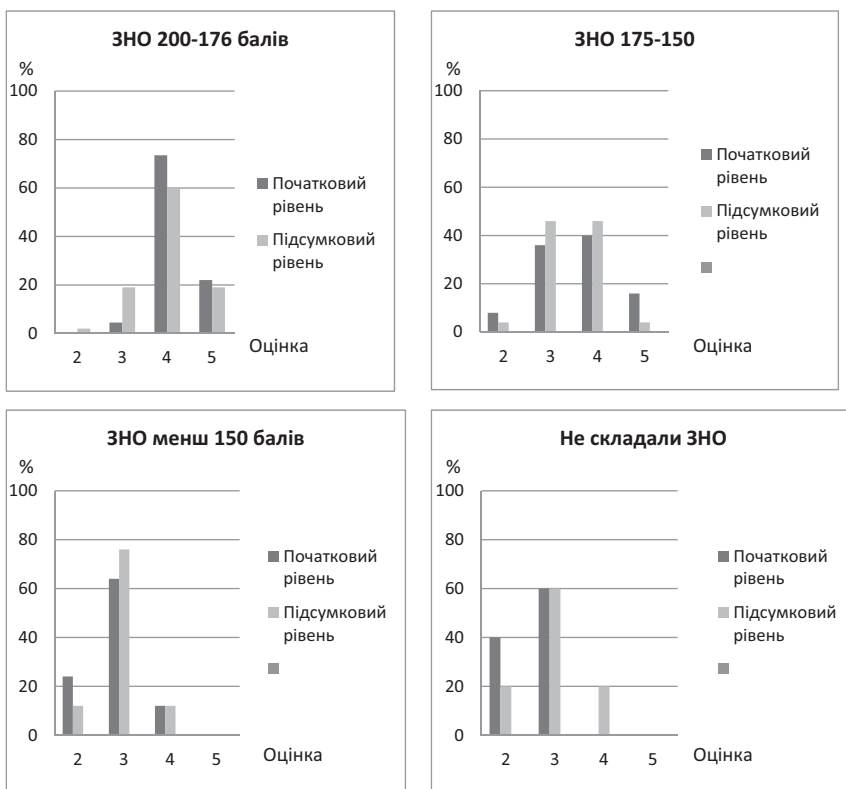 ЗНО 200-176 балів
%
100
80
60
40
20
0
2 3 4 5
Оцінка
Початковий
рівень
Підсумковий
рівень
ЗНО 175-150
%
100
80
60
40
20
0
2 3 4 5
Оцінка
Початковий
рівень
Підсумковий
рівень
ЗНО менш 150 балів
%
100
80
60
40
20
0
2 3 4 5
Оцінка
Початковий
рівень
Підсумковий
рівень
Не складали ЗНО
%
100
80
60
40
20
0
2 3 4 5
Оцінка
Початковий
рівень
Підсумковий
рівень